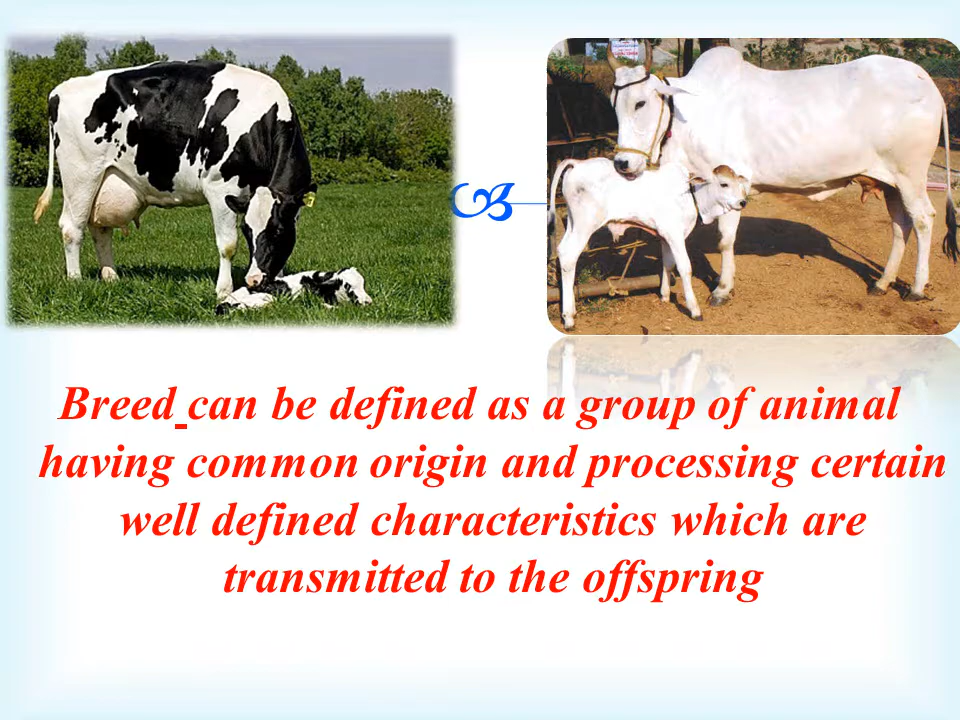 Breed can be defined as a group of animal
having common origin and processing certain
well defined characteristics which are
transmitted to the offspring